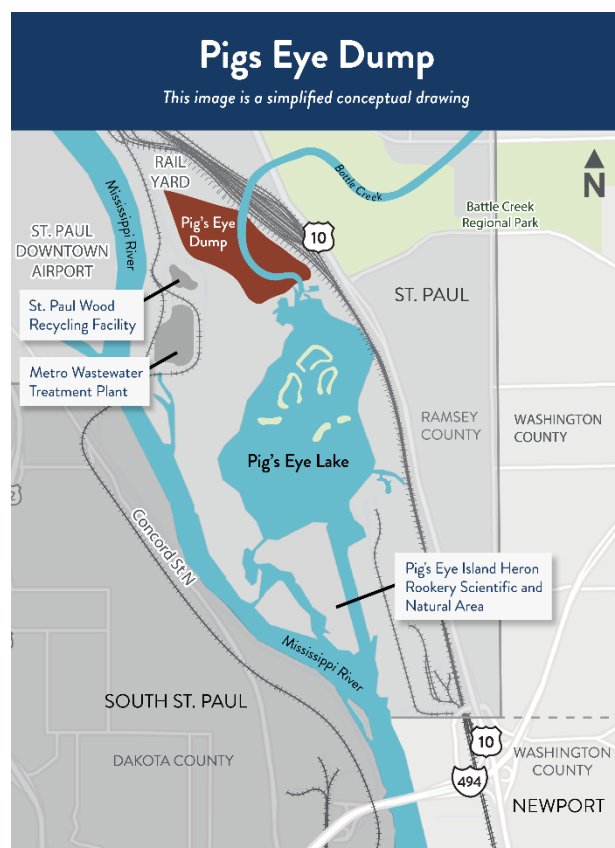 Pigs Eye Dump
This image is a simplified conceptual drawing
RAIL
YARD
Mississippi River
Battle Creek
N
Battle Creek
Regional Park
Pig's Eye
Dump
10
ST. PAUL
DOWNTOWN
AIRPORT
ST. PAUL
St. Paul Wood
Recycling Facility
Metro Wastewater
Treatment Plant
RAMSEY
COUNTY
WASHINGTON
COUNTY
Pig's Eye Lake
Concord St N
Pig's Eye Island Heron
Rookery Scientific and
Natural Area
Mississippi River
SOUTH ST. PAUL
DAKOTA COUNTY
10
WASHINGTON
COUNTY
494
NEWPORT